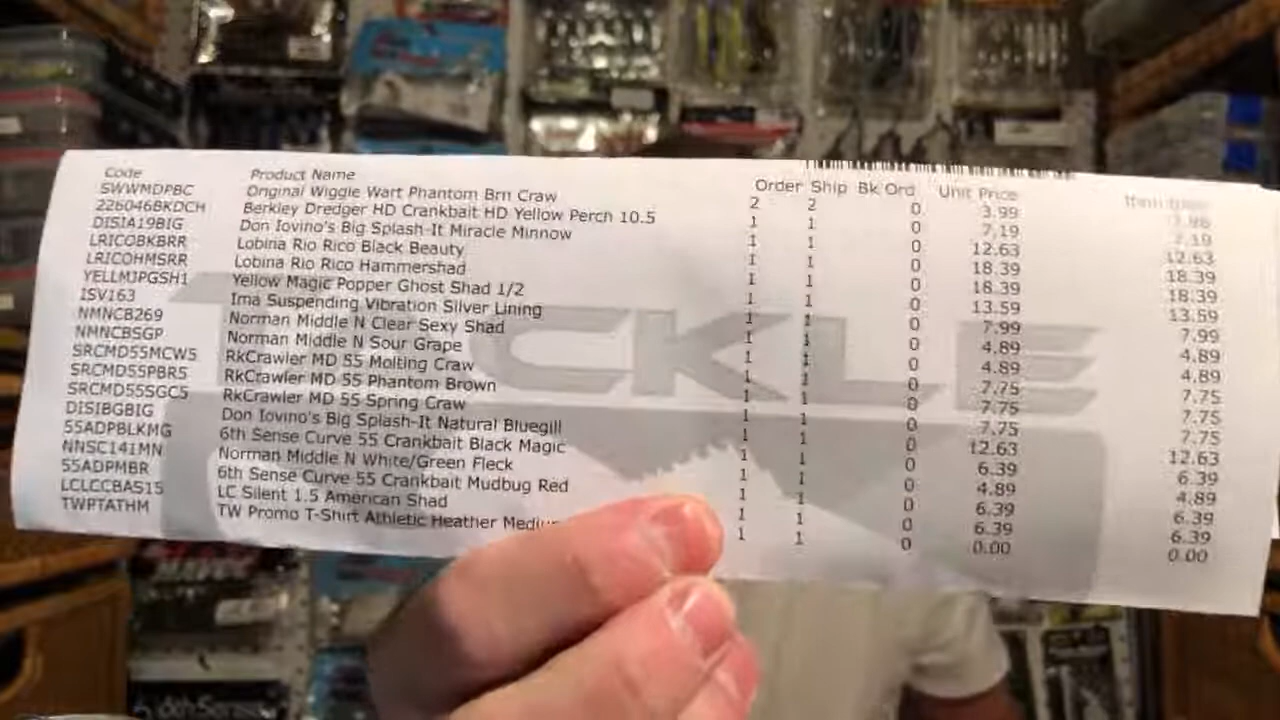 Code Product Name Order Ship Bk Ord Unit Price Item
SWWMDPBC Original Wiggle Wart Phantom Brn Craw 2 2 0 3.99 7.98
226046BKDCH Berkley Dredger HD Crankbait HD Yellow Perch 10.5 1 1 0 7.19 7.19
DISIA19BIG Don Iovino's Big Splash-It Miracle Minnow 1 1 0 12.63 12.63
LRICOBKBRR Lobina Rio Rico Black Beauty 1 1 0 18.39 18.39
LRICOHMSRR Lobina Rio Rico Hammershad 1 1 0 18.39 18.39
YELLMJPGSH1 Yellow Magic Popper Ghost Shad 1/2 1 1 0 13.59 13.59
ISV163 Ima Suspending Vibration Silver Lining 1 1 0 7.99 7.99
NMNCB269 Norman Middle N Clear Sexy Shad 1 1 0 4.89 4.89
NMNCBSGP Norman Middle N Sour Grape 1 1 0 4.89 4.89
SRCMD55MCW5 RkCrawler MD 55 Molting Craw 1 1 0 7.75 7.75
SRCMD55PBR5 RkCrawler MD 55 Phantom Brown 1 1 0 7.75 7.75
SRCMD55SGC5 RkCrawler MD 55 Spring Craw 1 1 0 7.75 7.75
DISIBGBIG Don Iovino's Big Splash-It Natural Bluegill 1 1 0 12.63 12.63
55ADPBLKMG 6th Sense Curve 55 Crankbait Black Magic 1 1 0 6.39 6.39
NNSC141MN Norman Middle N White/Green Fleck 1 1 0 4.89 4.89
55ADPMBR 6th Sense Curve 55 Crankbait Mudbug Red 1 1 0 6.39 6.39
LCLCCBAS15 LC Silent 1.5 American Shad 1 1 0 6.39 6.39
TWPTATHM TW Promo T-Shirt Athletic Heather 1 1 0 0.00 0.00
TACKLE